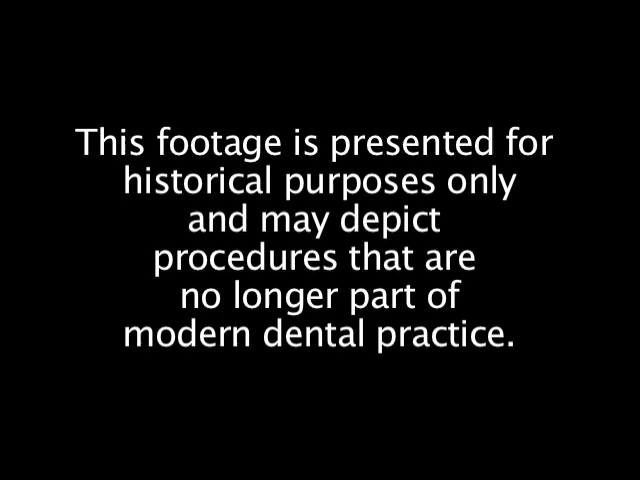 This footage is presented for
historical purposes only
and may depict
procedures that are
no longer part of
modern dental practice.